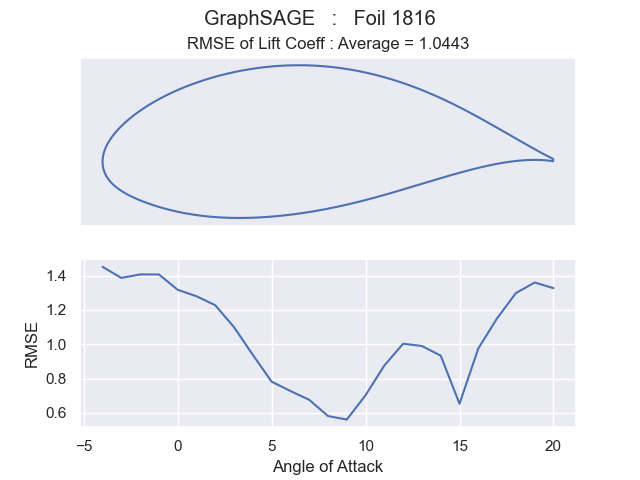 GraphSAGE : Foil 1816
RMSE of Lift Coeff : Average = 1.0443
1.4
1.2
1.0
0.8
0.6
RMSE
−5 0 5 10 15 20
Angle of Attack